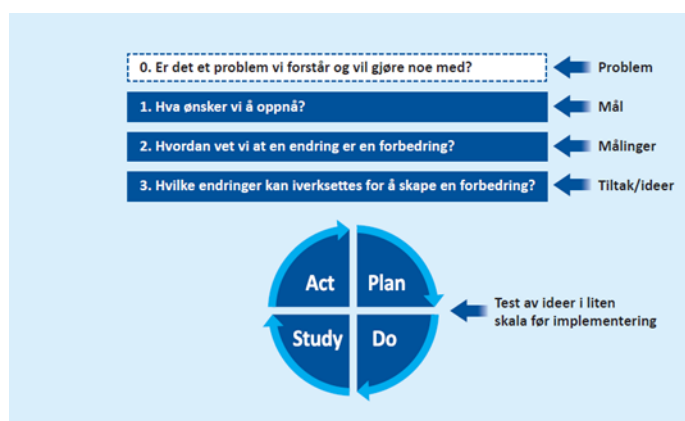 0. Er det et problem vi forstår og vil gjøre noe med?
Problem
1. Hva ønsker vi å oppnå?
Mål
2. Hvordan vet vi at en endring er en forbedring?
Målinger
3. Hvilke endringer kan iverksettes for å skape en forbedring?
Tiltak/ideer
Act
Plan
Study
Do
Test av ideer i liten
skala før implementering